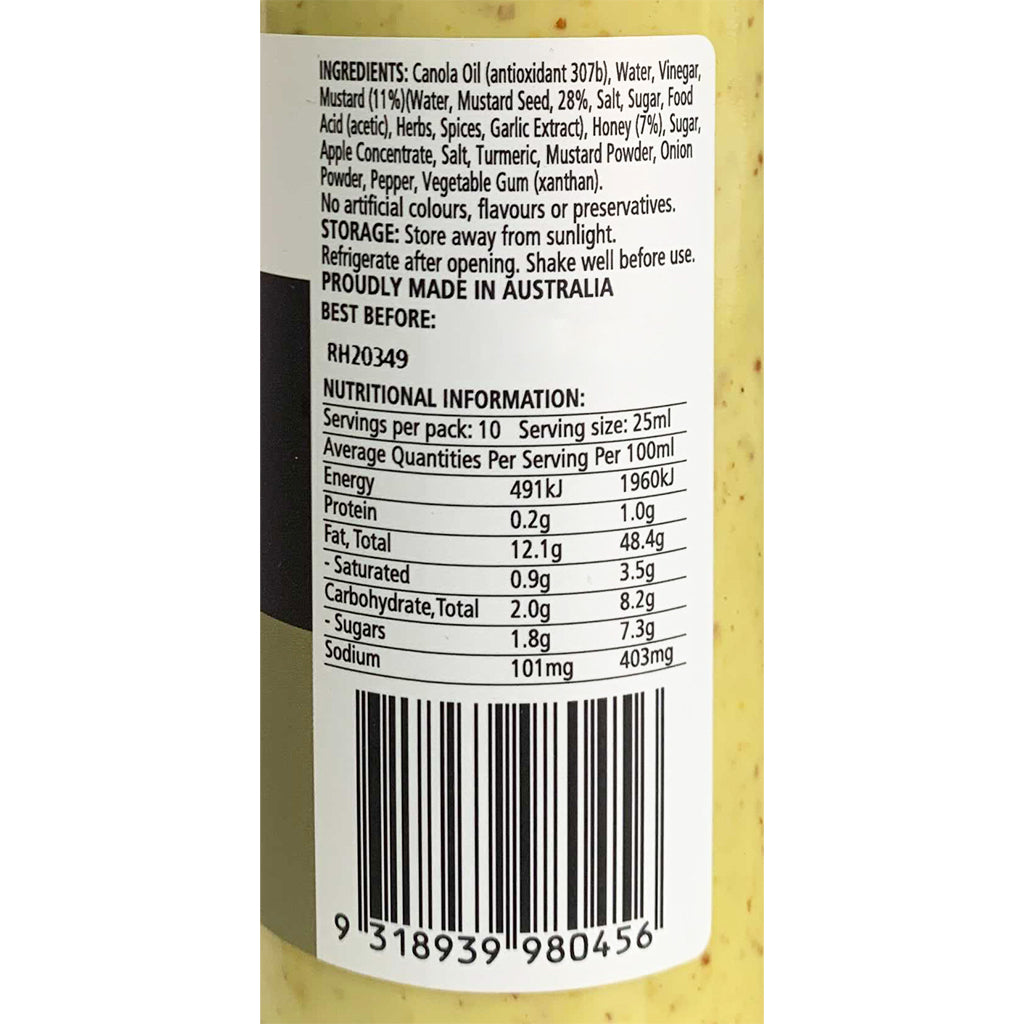 INGREDIENTS: Canola Oil (antioxidant 307b), Water, Vinegar,
Mustard (11%)(Water, Mustard Seed, 28%, Salt, Sugar, Food
Acid (acetic), Herbs, Spices, Garlic Extract), Honey (7%), Sugar,
Apple Concentrate, Salt, Turmeric, Mustard Powder, Onion
Powder, Pepper, Vegetable Gum (xanthan).
No artificial colours, flavours or preservatives.
STORAGE: Store away from sunlight.
Refrigerate after opening. Shake well before use.
PROUDLY MADE IN AUSTRALIA
BEST BEFORE:
RH20349
NUTRITIONAL INFORMATION:
Servings per pack: 10 Serving size: 25ml
Average Quantities Per Serving Per 100ml
Energy 491kJ 1960kJ
Protein 0.2g 1.0g
Fat, Total 12.1g 48.4g
- Saturated 0.9g 3.5g
Carbohydrate,Total 2.0g 8.2g
- Sugars 1.8g 7.3g
Sodium 101mg 403mg
9 318939 980456